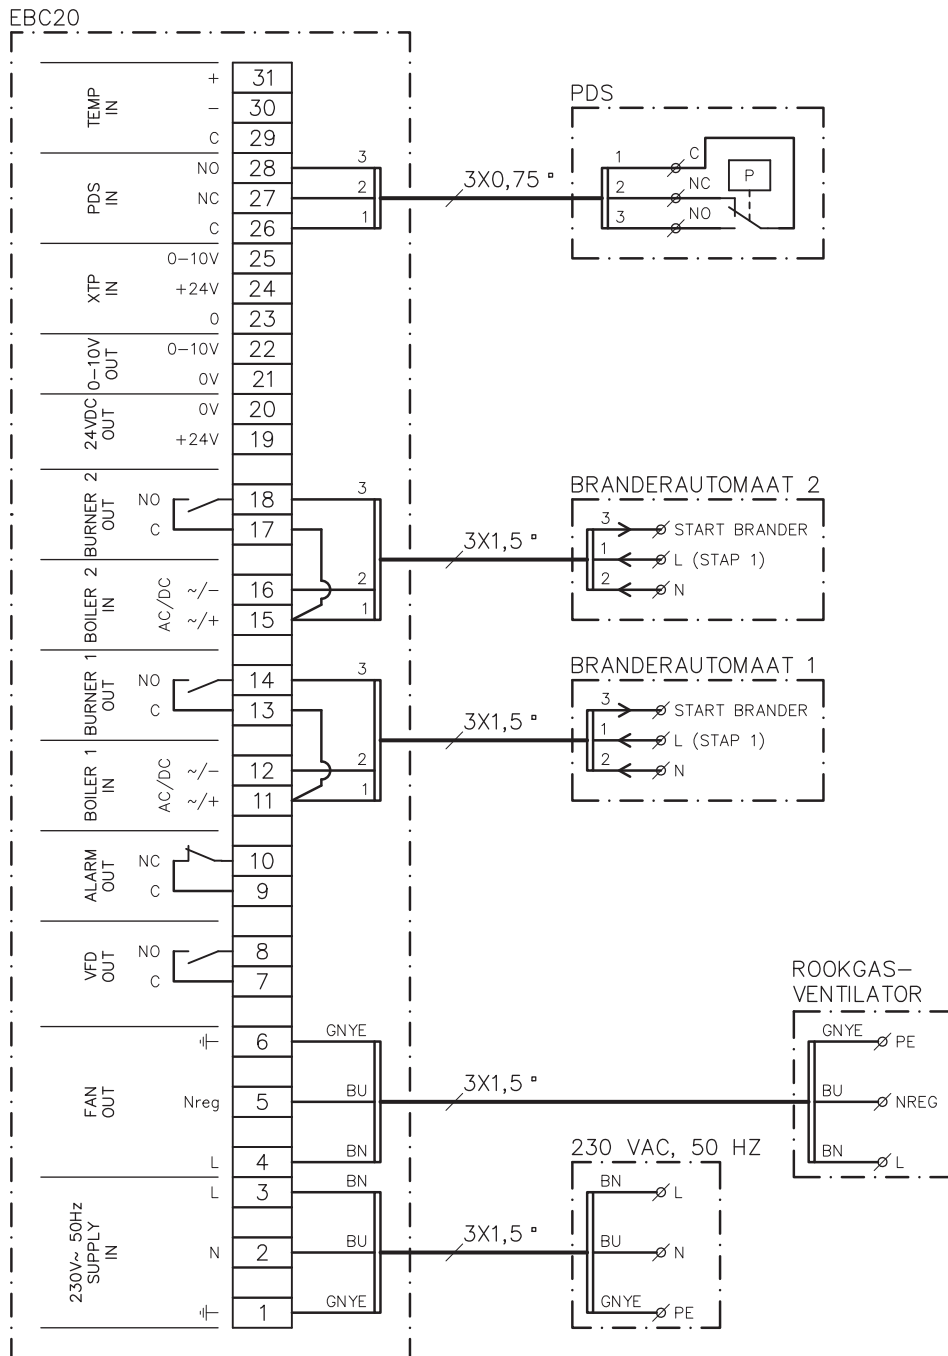 EBC20
TEMP
IN
+ 31
- 30
C 29
PDS
IN
NO 28 3
NC 27 2
C 26 1
3X0,75 ▫
PDS
1 C
2 NC
3 NO
P
XTP
IN
0-10V 25
+24V 24
0 23
0-10V
OUT
0-10V 22
0V 21
24VDC
OUT
0V 20
+24V 19
BURNER 2
OUT
NO 18 3
C 17
BOILER 2
IN
AC/DC
~/- 16 2
~/+ 15 1
3X1,5 ▫
BRANDERAUTOMAAT 2
3 START BRANDER
1 L (STAP 1)
2 N
BURNER 1
OUT
NO 14 3
C 13
BOILER 1
IN
AC/DC
~/- 12 2
~/+ 11 1
3X1,5 ▫
BRANDERAUTOMAAT 1
3 START BRANDER
1 L (STAP 1)
2 N
ALARM
OUT
NC 10
C 9
VFD
OUT
NO 8
C 7
FAN
OUT
6 GNYE
Nreg 5 BU
L 4 BN
3X1,5 ▫
ROOKGAS-
VENTILATOR
GNYE PE
BU NREG
BN L
230V~ 50Hz
SUPPLY
IN
L 3 BN
N 2 BU
1 GNYE
3X1,5 ▫
230 VAC, 50 HZ
BN L
BU N
GNYE PE